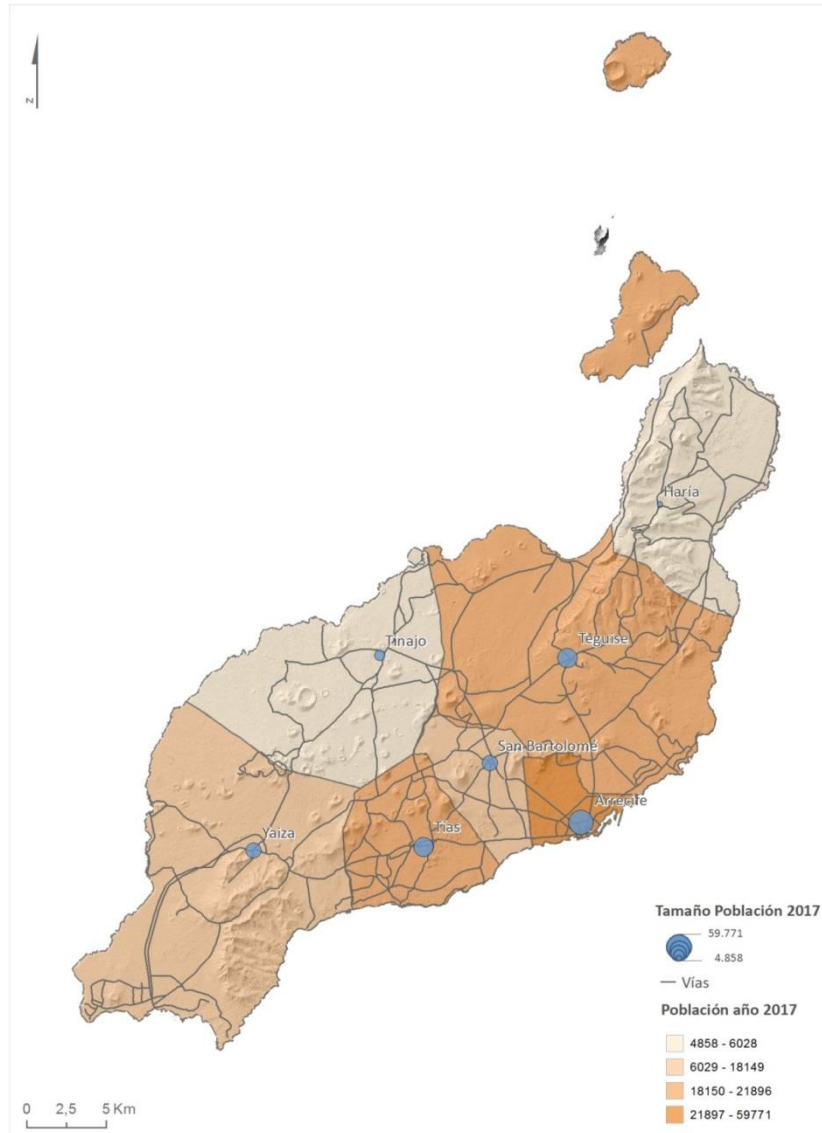 N
Haría
Tinajo
Teguise
San Bartolomé
Arrecife
Tías
Yaiza
Tamaño Población 2017
59.771
4.858
Vías
Población año 2017
4858 - 6028
6029 - 18149
18150 - 21896
21897 - 59771
0 2,5 5 Km